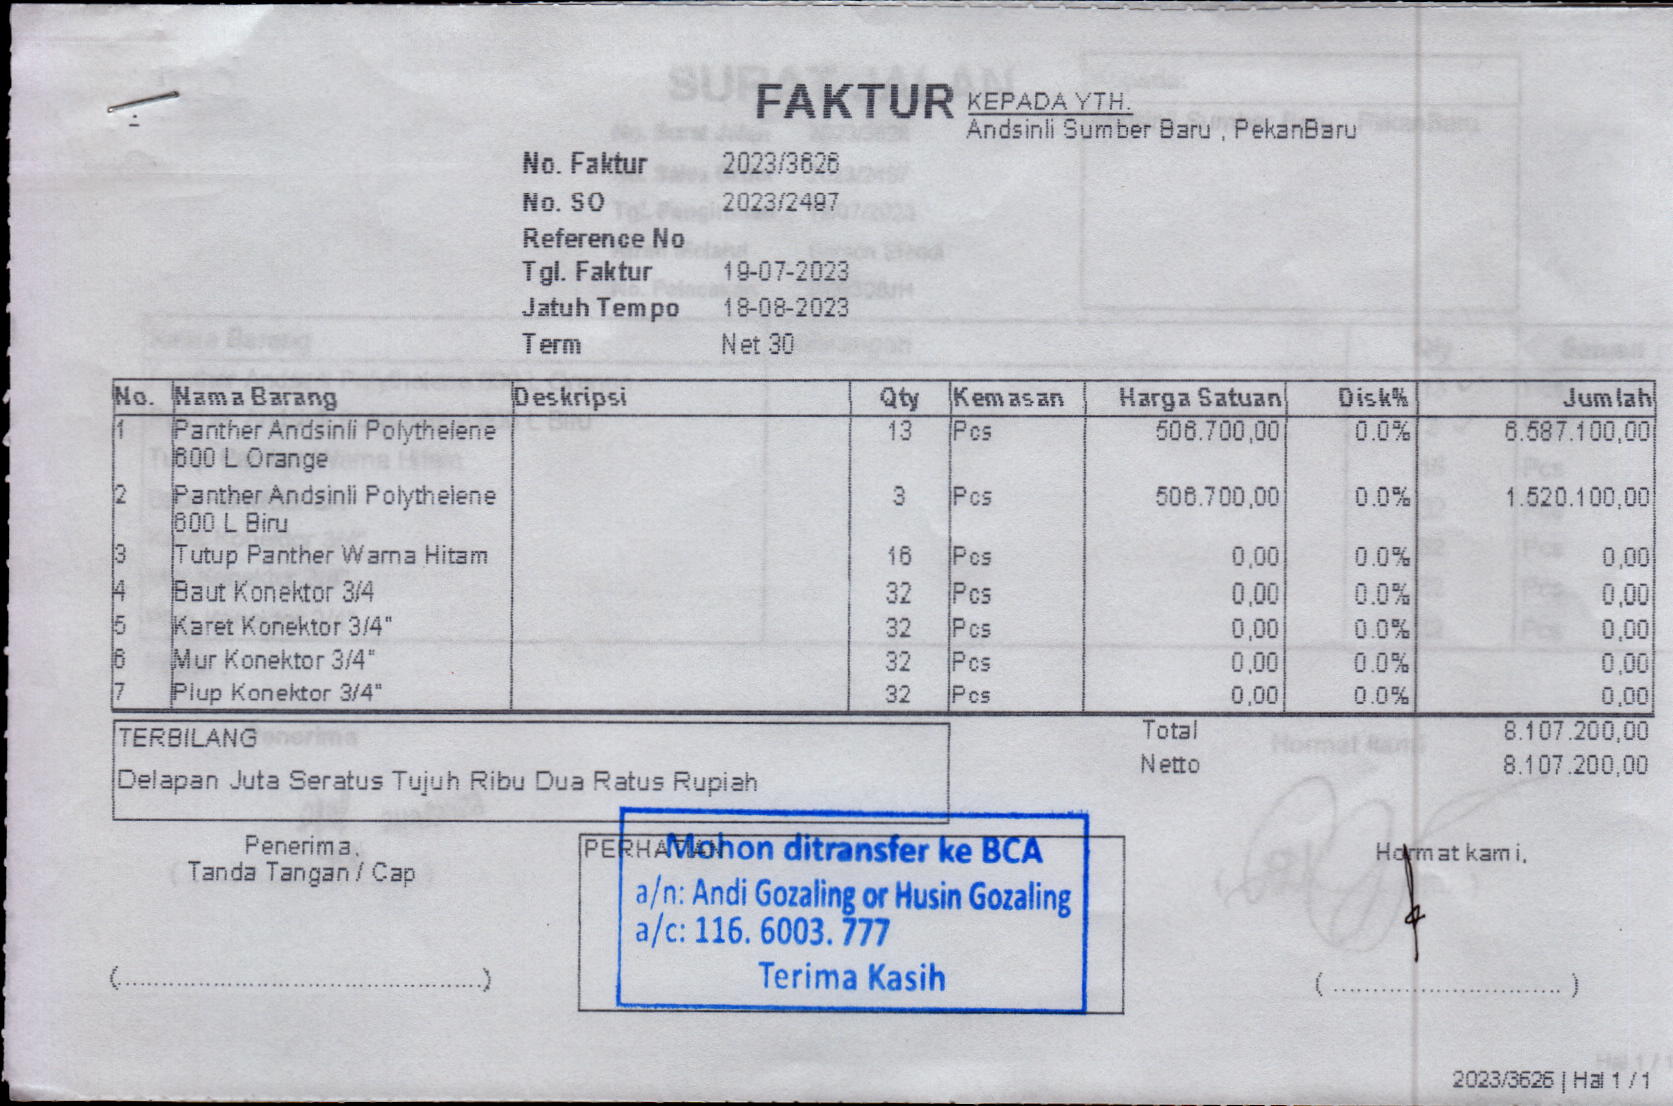 FAKTUR
KEPADA YTH.
Andsinli Sumber Baru , PekanBaru
No. Faktur 2023/3626
No. SO 2023/2497
Reference No
Tgl. Faktur 19-07-2023
Jatuh Tempo 18-08-2023
Term Net 30
No. Nama Barang Deskripsi Qty Kemasan Harga Satuan Disk% Jumlah
1 Panther Andsinli Polythelene 13 Pcs 506.700,00 0.0% 6.587.100,00
600 L Orange
2 Panther Andsinli Polythelene 3 Pcs 506.700,00 0.0% 1.520.100,00
600 L Biru
3 Tutup Panther Warna Hitam 16 Pcs 0,00 0.0% 0,00
4 Baut Konektor 3/4 32 Pcs 0,00 0.0% 0,00
5 Karet Konektor 3/4" 32 Pcs 0,00 0.0% 0,00
6 Mur Konektor 3/4" 32 Pcs 0,00 0.0% 0,00
7 Plup Konektor 3/4" 32 Pcs 0,00 0.0% 0,00
Total 8.107.200,00
Netto 8.107.200,00
TERBILANG
Delapan Juta Seratus Tujuh Ribu Dua Ratus Rupiah
Penerima,
Tanda Tangan / Cap
(................................................)
PERHATIAN
Mohon ditransfer ke BCA
a/n: Andi Gozaling or Husin Gozaling
a/c: 116. 6003. 777
Terima Kasih
Hormat kami,
(.............................. )
2023/3626 | Hal 1 / 1